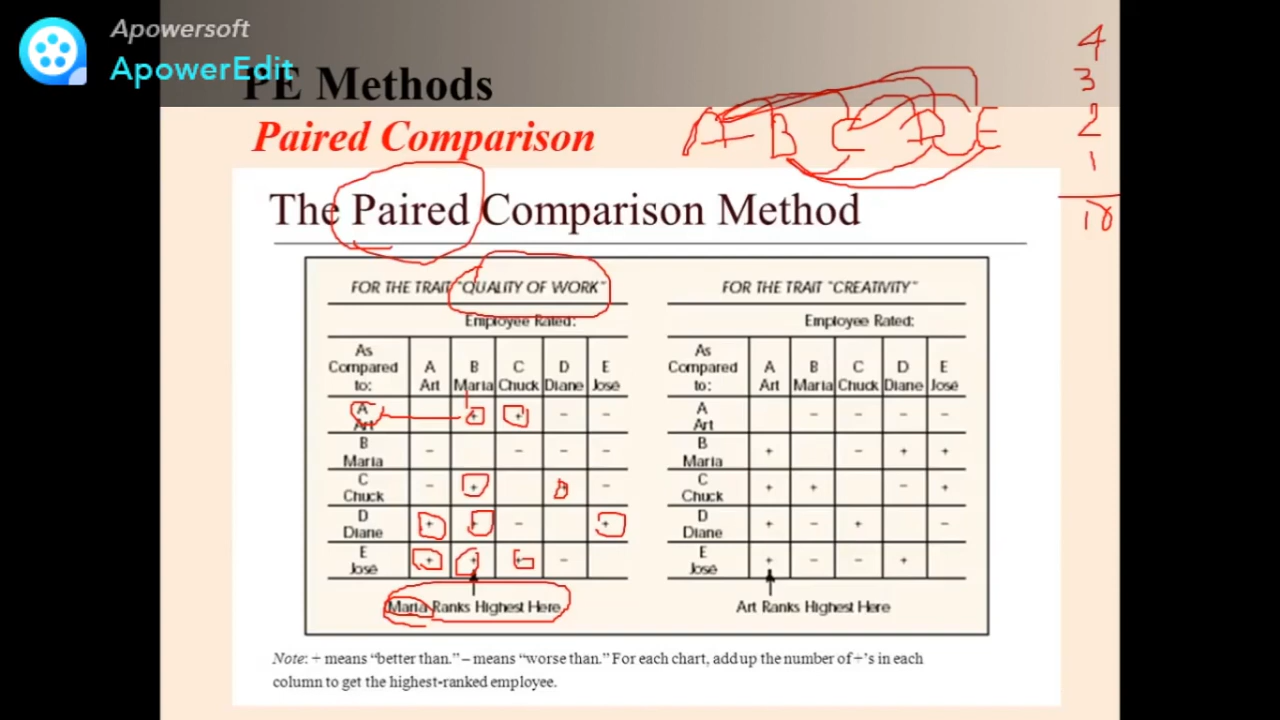 Apowersoft
ApowerEdit
PE Methods
Paired Comparison
A B C D E
4
3
2
1
10
The Paired Comparison Method
FOR THE TRAIT "QUALITY OF WORK"
Employee Rated:
As Compared to: A Art B Maria C Chuck D Diane E José
A Art + + – –
B Maria – – – –
C Chuck – + + –
D Diane + + – +
E José + + + –
Maria Ranks Highest Here
FOR THE TRAIT "CREATIVITY"
Employee Rated:
As Compared to: A Art B Maria C Chuck D Diane E José
A Art – – – –
B Maria + – + +
C Chuck + + – +
D Diane + – + –
E José + – – +
Art Ranks Highest Here
Note: + means "better than." – means "worse than." For each chart, add up the number of +'s in each
column to get the highest-ranked employee.